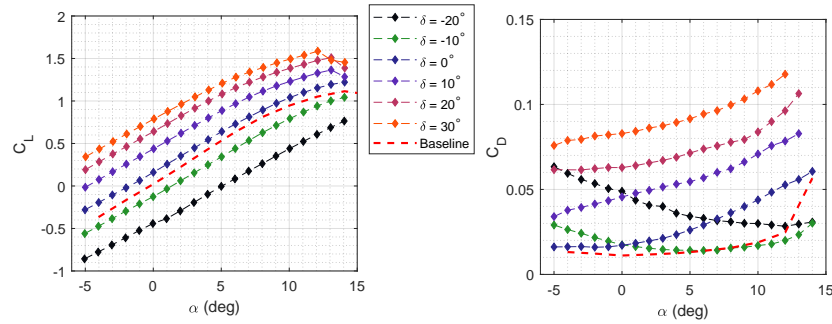 2
1.5
1
0.5
0
-0.5
-1
C_L
-5
0
5
10
15
α (deg)
δ = -20°
δ = -10°
δ = 0°
δ = 10°
δ = 20°
δ = 30°
Baseline
0.15
0.1
0.05
0
C_D
-5
0
5
10
15
α (deg)